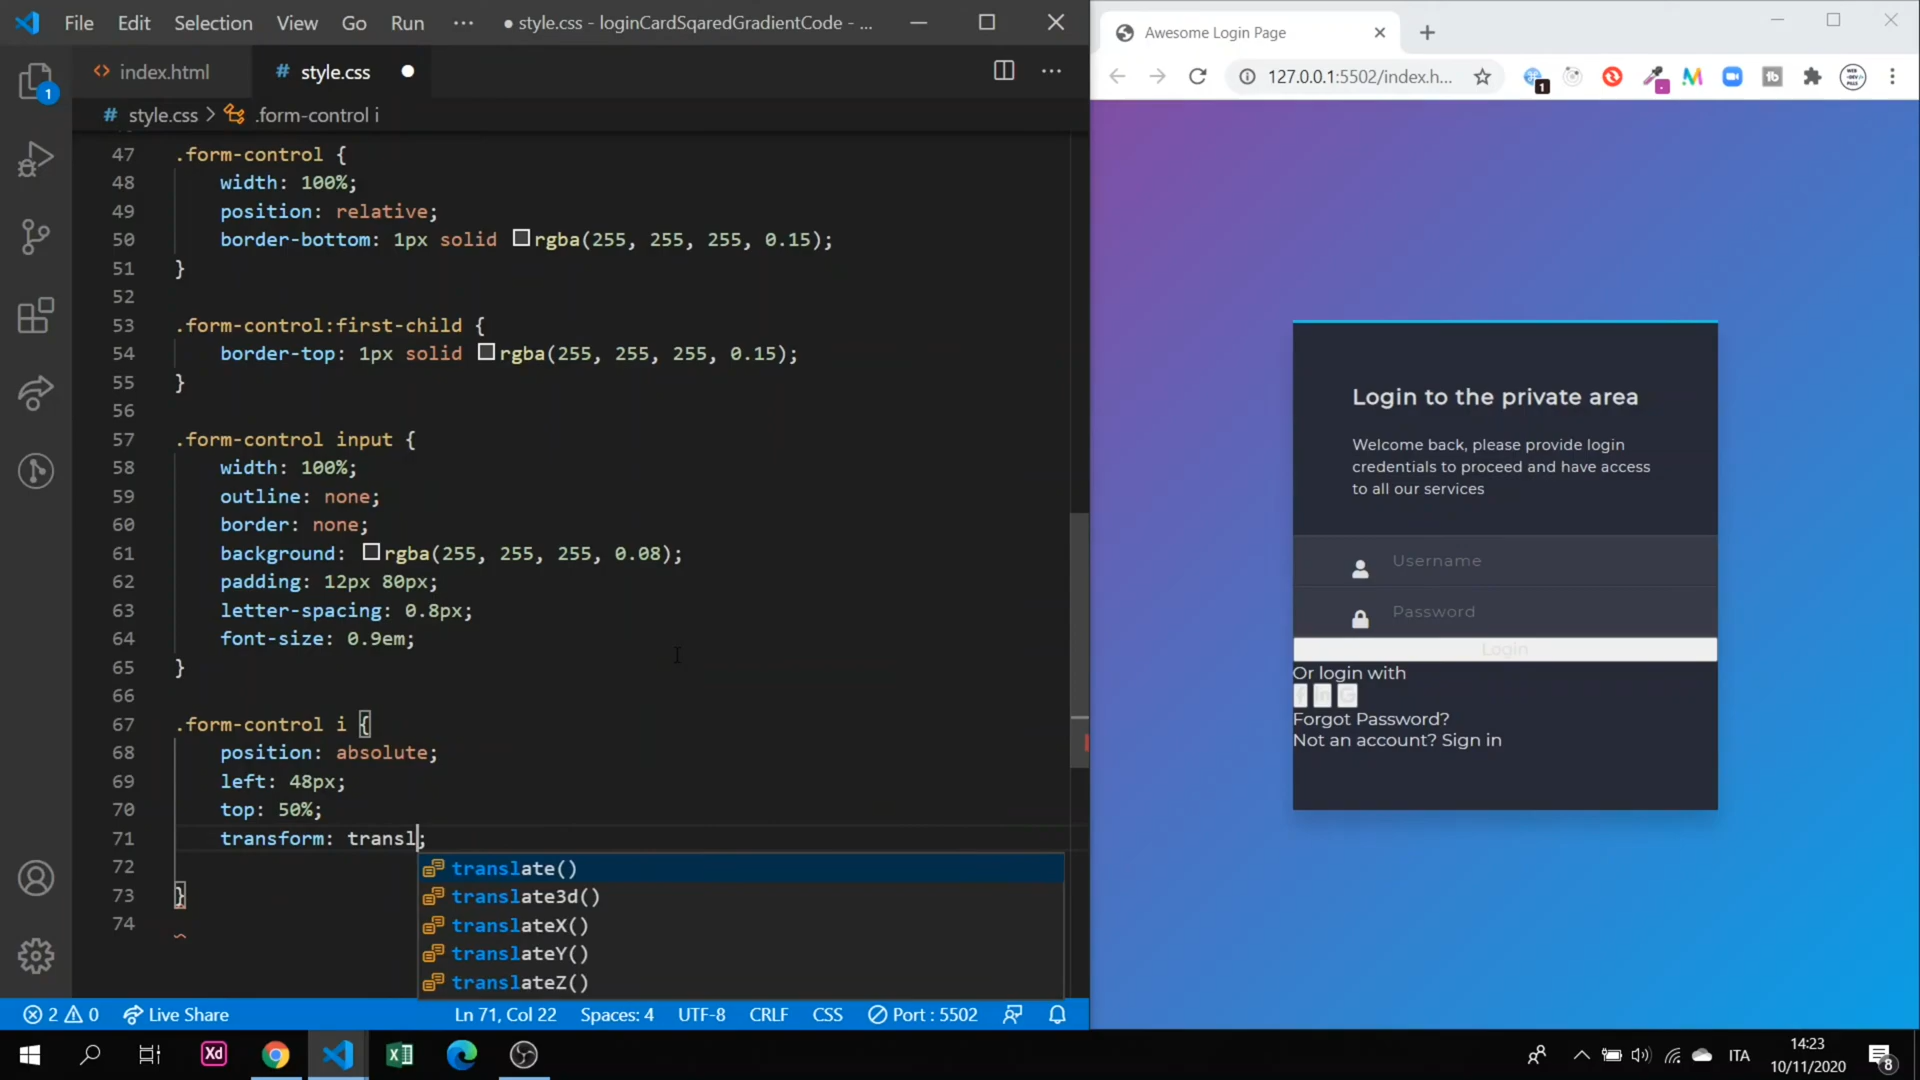 File Edit Selection View Go Run ··· ● style.css - loginCardSqaredGradientCode - ...
index.html # style.css ●
# style.css > .form-control i
1
47 .form-control {
48 width: 100%;
49 position: relative;
50 border-bottom: 1px solid rgba(255, 255, 255, 0.15);
51 }
52
53 .form-control:first-child {
54 border-top: 1px solid rgba(255, 255, 255, 0.15);
55 }
56
57 .form-control input {
58 width: 100%;
59 outline: none;
60 border: none;
61 background: rgba(255, 255, 255, 0.08);
62 padding: 12px 80px;
63 letter-spacing: 0.8px;
64 font-size: 0.9em;
65 }
66
67 .form-control i {
68 position: absolute;
69 left: 48px;
70 top: 50%;
71 transform: transl;
72
73 }
74
translate()
translate3d()
translateX()
translateY()
translateZ()
2 0 Live Share Ln 71, Col 22 Spaces: 4 UTF-8 CRLF CSS Port : 5502
Awesome Login Page
127.0.0.1:5502/index.h...
1
Login to the private area
Welcome back, please provide login
credentials to proceed and have access
to all our services
Username
Password
Login
Or login with
f in G
Forgot Password?
Not an account? Sign in
Xd
ITA
14:23
10/11/2020
8